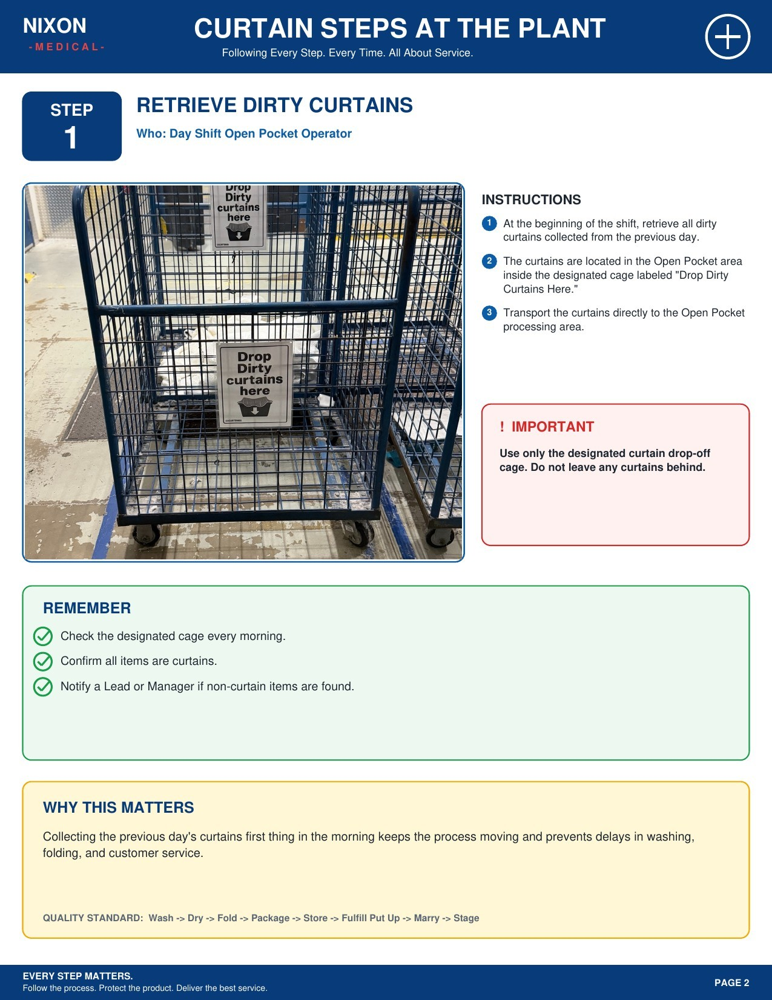 NIXON
-MEDICAL-
CURTAIN STEPS AT THE PLANT
Following Every Step. Every Time. All About Service.
STEP
1
RETRIEVE DIRTY CURTAINS
Who: Day Shift Open Pocket Operator
Drop
Dirty
curtains
here
Drop
Dirty
curtains
here
INSTRUCTIONS
1 At the beginning of the shift, retrieve all dirty
curtains collected from the previous day.
2 The curtains are located in the Open Pocket area
inside the designated cage labeled "Drop Dirty
Curtains Here."
3 Transport the curtains directly to the Open Pocket
processing area.
! IMPORTANT
Use only the designated curtain drop-off
cage. Do not leave any curtains behind.
REMEMBER
Check the designated cage every morning.
Confirm all items are curtains.
Notify a Lead or Manager if non-curtain items are found.
WHY THIS MATTERS
Collecting the previous day's curtains first thing in the morning keeps the process moving and prevents delays in washing,
folding, and customer service.
QUALITY STANDARD: Wash -> Dry -> Fold -> Package -> Store -> Fulfill Put Up -> Marry -> Stage
EVERY STEP MATTERS.
Follow the process. Protect the product. Deliver the best service.
PAGE 2